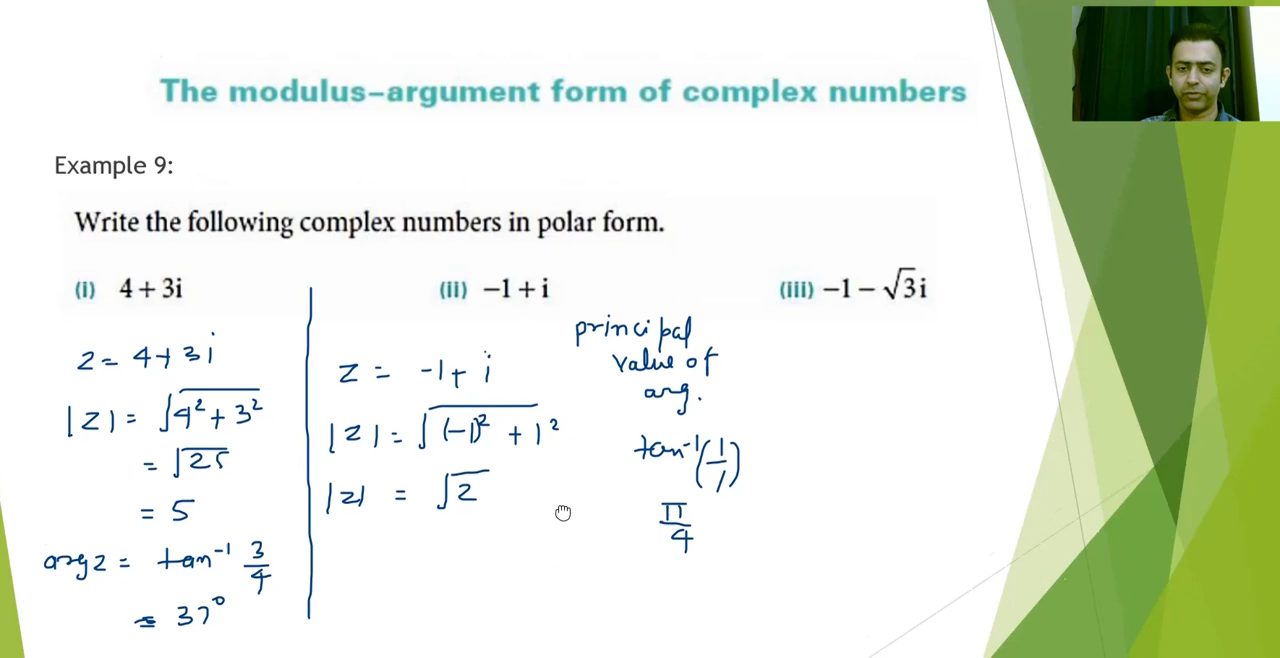 The modulus–argument form of complex numbers
Example 9:
Write the following complex numbers in polar form.
(i) 4 + 3i
(ii) −1 + i
(iii) −1 − √3i
z = 4 + 3i
|z| = √4² + 3²
= √25
= 5
arg z = tan⁻¹ 3/4
= 37°
z = -1 + i
|z| = √(-1)² + 1²
|z| = √2
principal
value of
arg.
tan⁻¹(1/1)
π/4